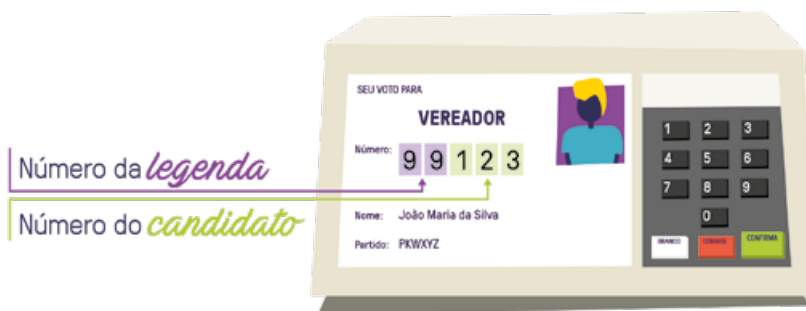 SEU VOTO PARA
VEREADOR
Número: 9 9 1 2 3
Número da legenda
Número do candidato
Nome: João Maria da Silva
Partido: PKWXYZ
1 2 3
4 5 6
7 8 9
0
BRANCO CORRIGE CONFIRMA